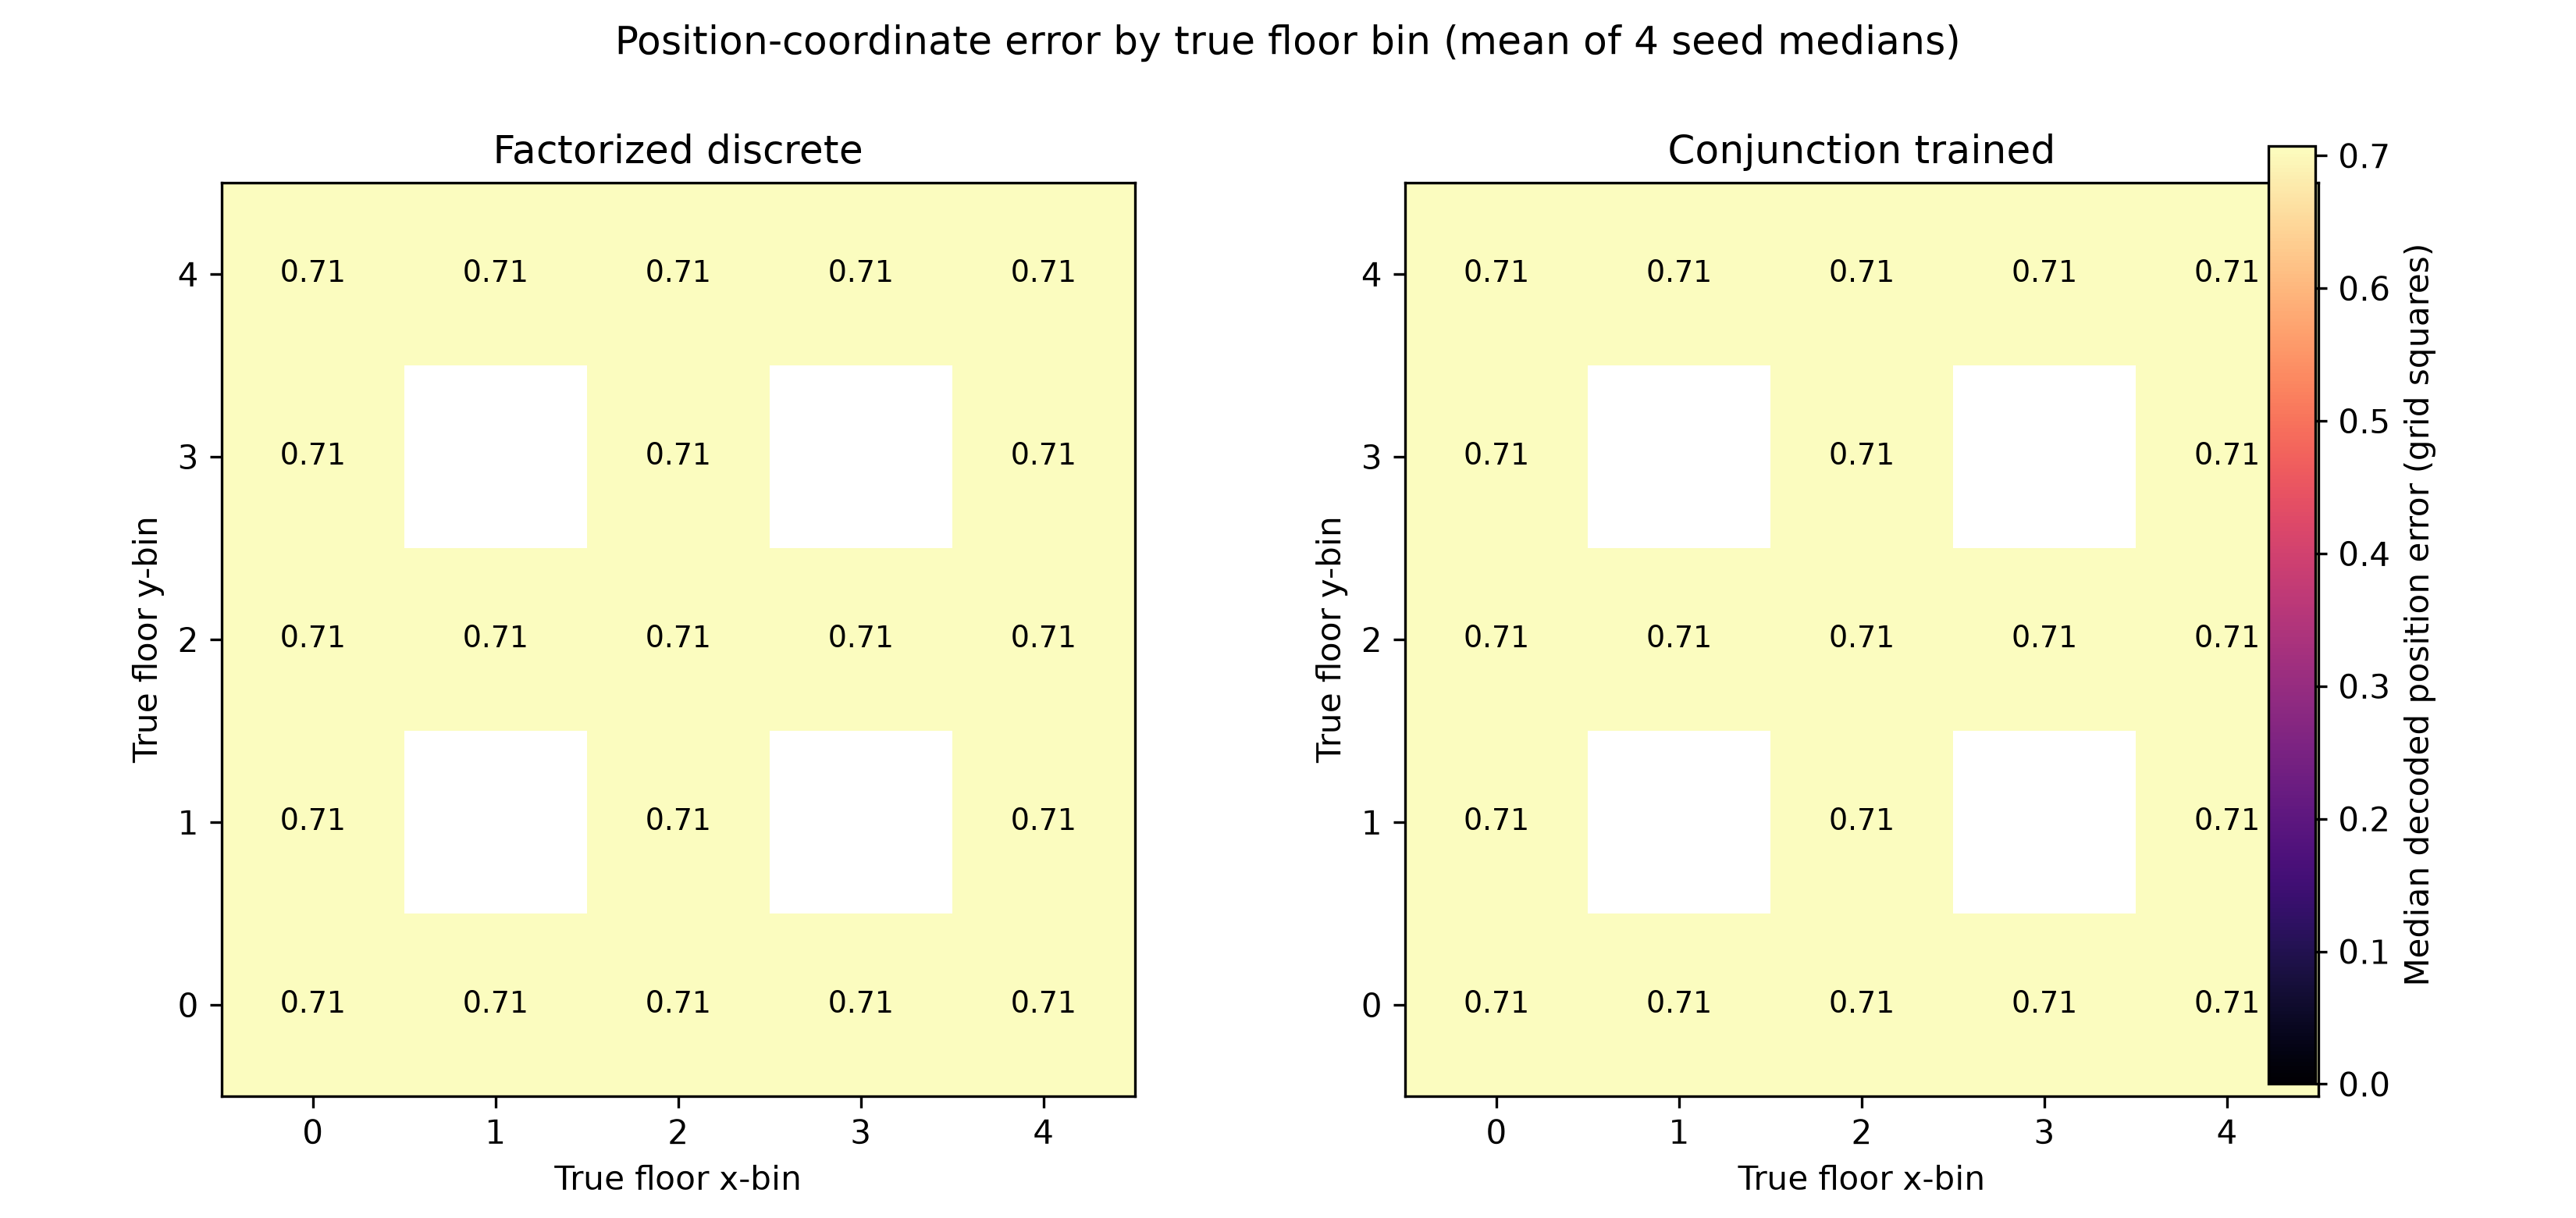 Position-coordinate error by true floor bin (mean of 4 seed medians)
Factorized discrete
4
0.71 0.71 0.71 0.71 0.71
3
0.71 0.71 0.71
2
0.71 0.71 0.71 0.71 0.71
1
0.71 0.71 0.71
0
0.71 0.71 0.71 0.71 0.71
0 1 2 3 4
True floor x-bin
True floor y-bin
Conjunction trained
4
0.71 0.71 0.71 0.71 0.71
3
0.71 0.71 0.71
2
0.71 0.71 0.71 0.71 0.71
1
0.71 0.71 0.71
0
0.71 0.71 0.71 0.71 0.71
0 1 2 3 4
True floor x-bin
True floor y-bin
0.7
0.6
0.5
0.4
0.3
0.2
0.1
0.0
Median decoded position error (grid squares)